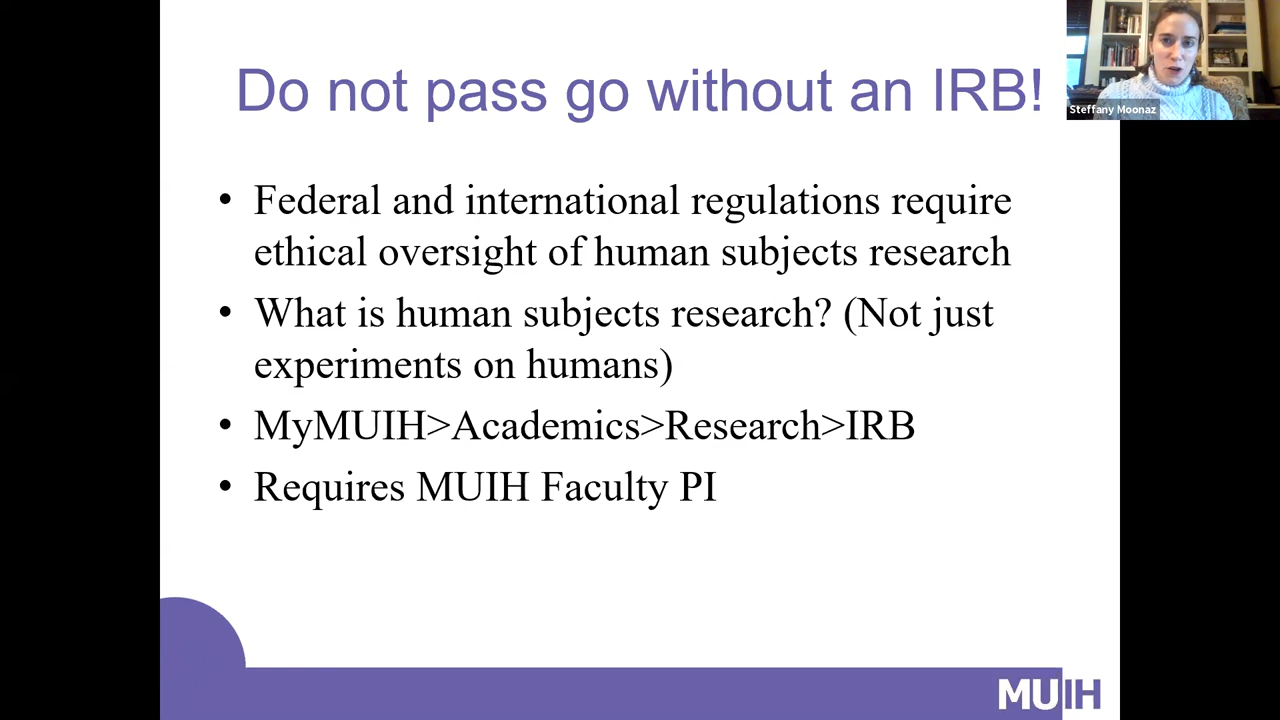 Do not pass go without an IRB!
Steffany Moonaz
• Federal and international regulations require
ethical oversight of human subjects research
• What is human subjects research? (Not just
experiments on humans)
• MyMUIH>Academics>Research>IRB
• Requires MUIH Faculty PI
MUIH